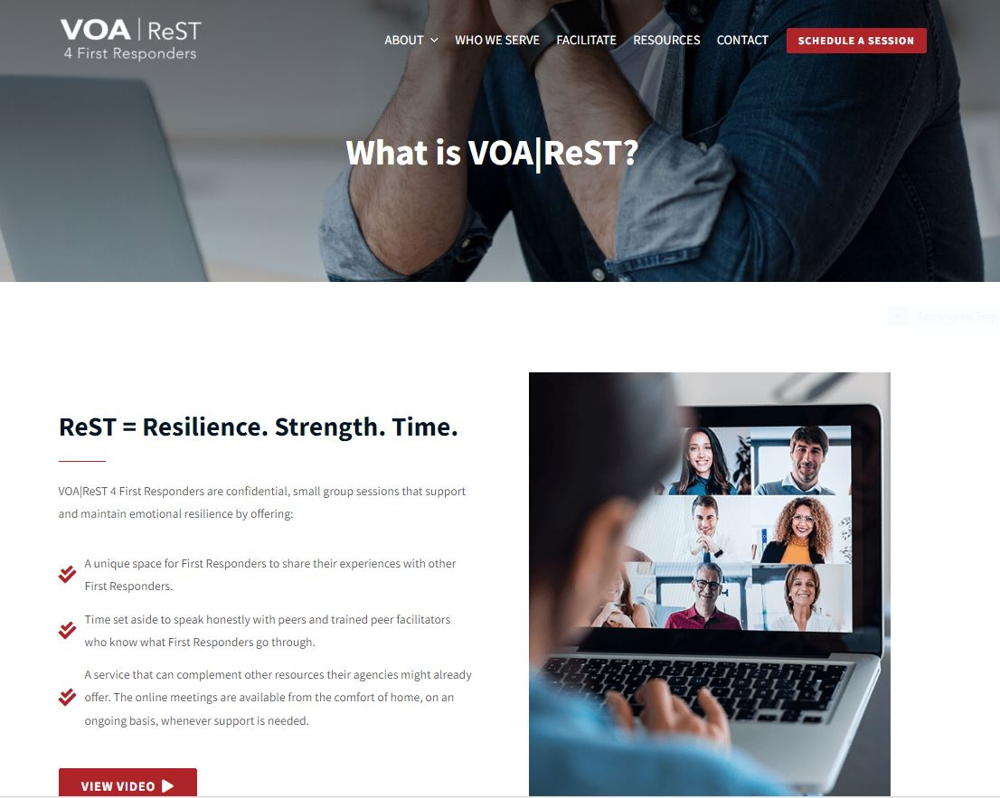 VOA | ReST
4 First Responders
ABOUT
WHO WE SERVE
FACILITATE
RESOURCES
CONTACT
SCHEDULE A SESSION
What is VOA|ReST?
Rectangular Snip
ReST = Resilience. Strength. Time.
VOA|ReST 4 First Responders are confidential, small group sessions that support
and maintain emotional resilience by offering:
A unique space for First Responders to share their experiences with other
First Responders.
Time set aside to speak honestly with peers and trained peer facilitators
who know what First Responders go through.
A service that can complement other resources their agencies might already
offer. The online meetings are available from the comfort of home, on an
ongoing basis, whenever support is needed.
VIEW VIDEO